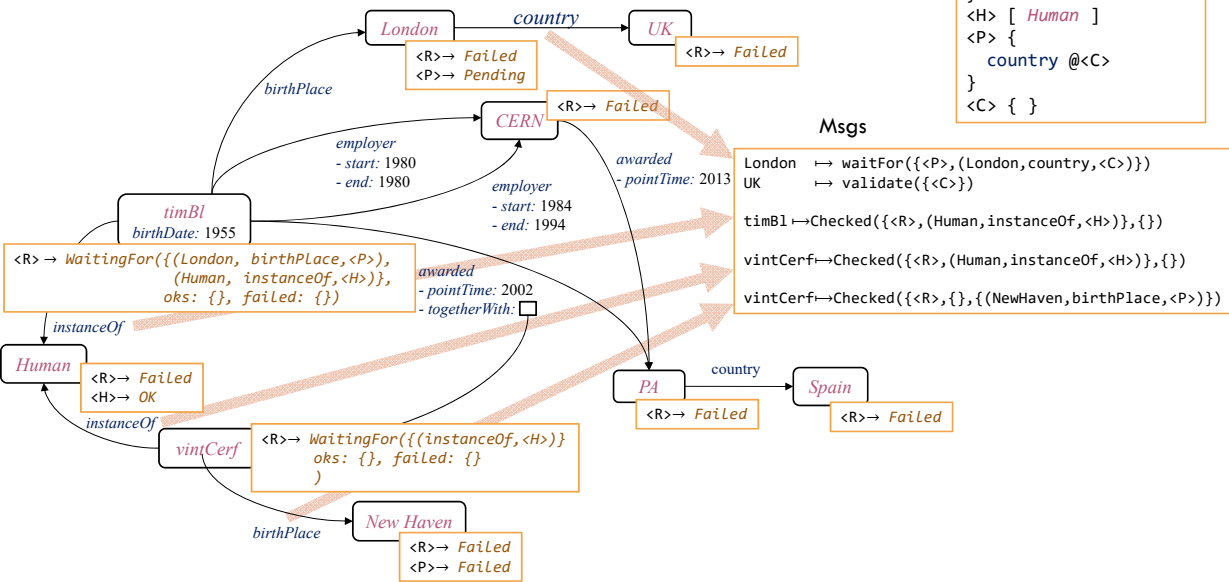 London
country
UK
<R>→ Failed
<P>→ Pending
<R>→ Failed
}
<H> [ Human ]
<P> {
country @<C>
}
<C> { }
birthPlace
CERN
<R>→ Failed
employer
- start: 1980
- end: 1980
employer
- start: 1984
- end: 1994
awarded
- pointTime: 2013
Msgs
London ↦ waitFor({<P>,(London,country,<C>)})
UK ↦ validate({<C>})
timBl↦Checked({<R>,(Human,instanceOf,<H>)},{})
vintCerf↦Checked({<R>,(Human,instanceOf,<H>)},{})
vintCerf↦Checked({<R>,{},{(NewHaven,birthPlace,<P>)})
timBl
birthDate: 1955
<R> → WaitingFor({(London, birthPlace,<P>),
(Human, instanceOf,<H>)},
oks: {}, failed: {})
awarded
- pointTime: 2002
- togetherWith:
instanceOf
Human
<R>→ Failed
<H>→ OK
instanceOf
PA
country
Spain
<R>→ Failed
<R>→ Failed
vintCerf
<R>→ WaitingFor({(instanceOf,<H>)}
oks: {}, failed: {}
)
birthPlace
New Haven
<R>→ Failed
<P>→ Failed